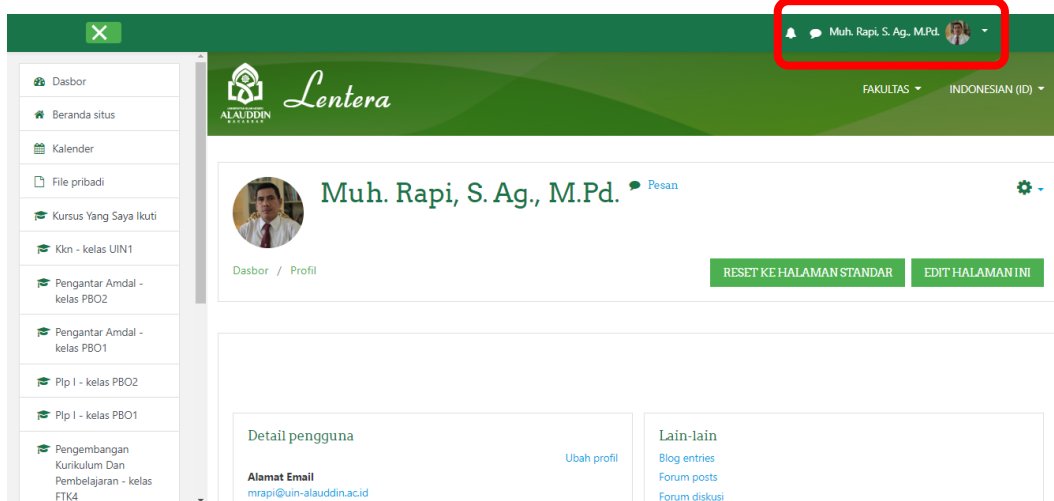 Muh. Rapi, S. Ag., M.Pd.
Dasbor
Beranda situs
Kalender
File pribadi
Kursus Yang Saya Ikuti
Kkn - kelas UIN1
Pengantar Amdal -
kelas PBO2
Pengantar Amdal -
kelas PBO1
Plp I - kelas PBO2
Plp I - kelas PBO1
Pengembangan
Kurikulum Dan
Pembelajaran - kelas
FTK4
ALAUDDIN
Lentera
FAKULTAS
INDONESIAN (ID)
Muh. Rapi, S. Ag., M.Pd.
Pesan
Dasbor / Profil
RESET KE HALAMAN STANDAR
EDIT HALAMAN INI
Detail pengguna
Ubah profil
Alamat Email
mrapi@uin-alauddin.ac.id
Lain-lain
Blog entries
Forum posts
Forum diskusi